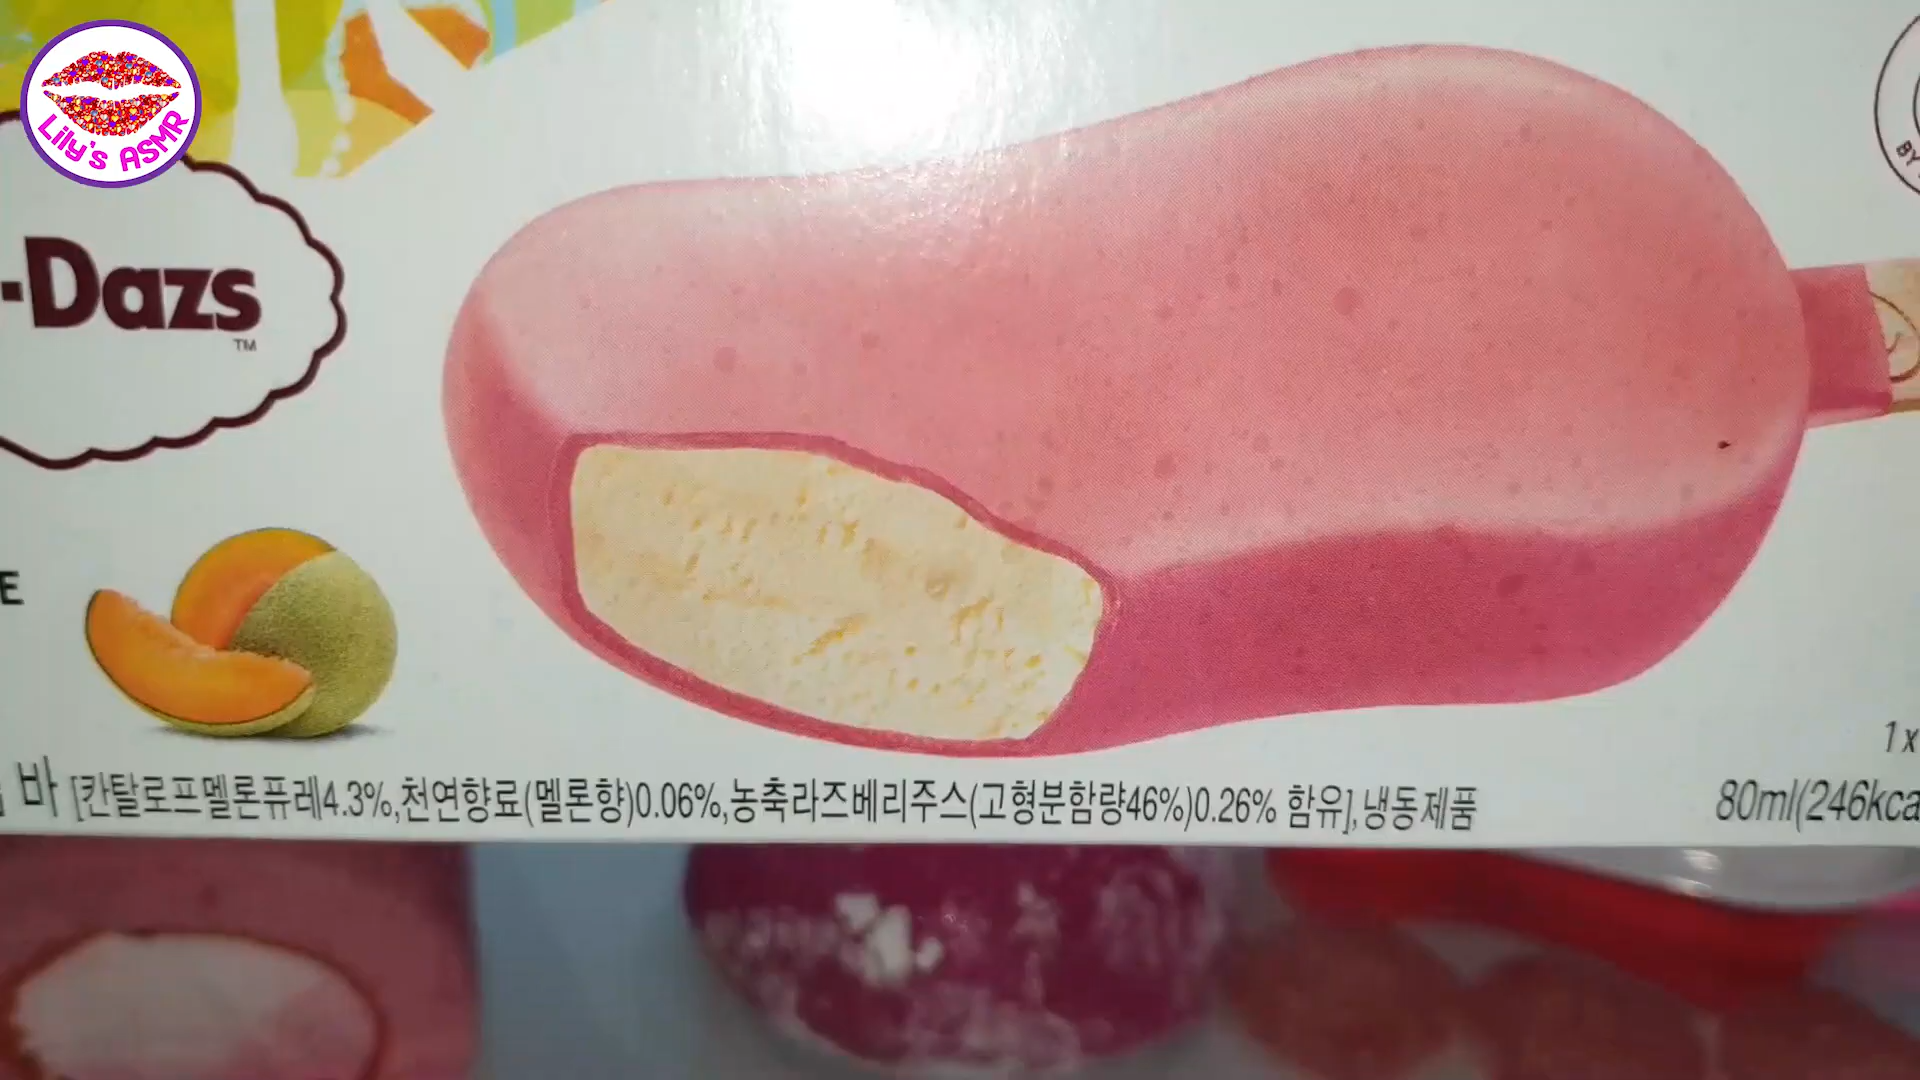 Lily's ASMR
-Dazs
TM
E
바 [칸탈로프멜론퓨레4.3%,천연향료(멜론향)0.06%,농축라즈베리주스(고형분함량46%)0.26% 함유],냉동제품
1 x
80ml(246kca
BY